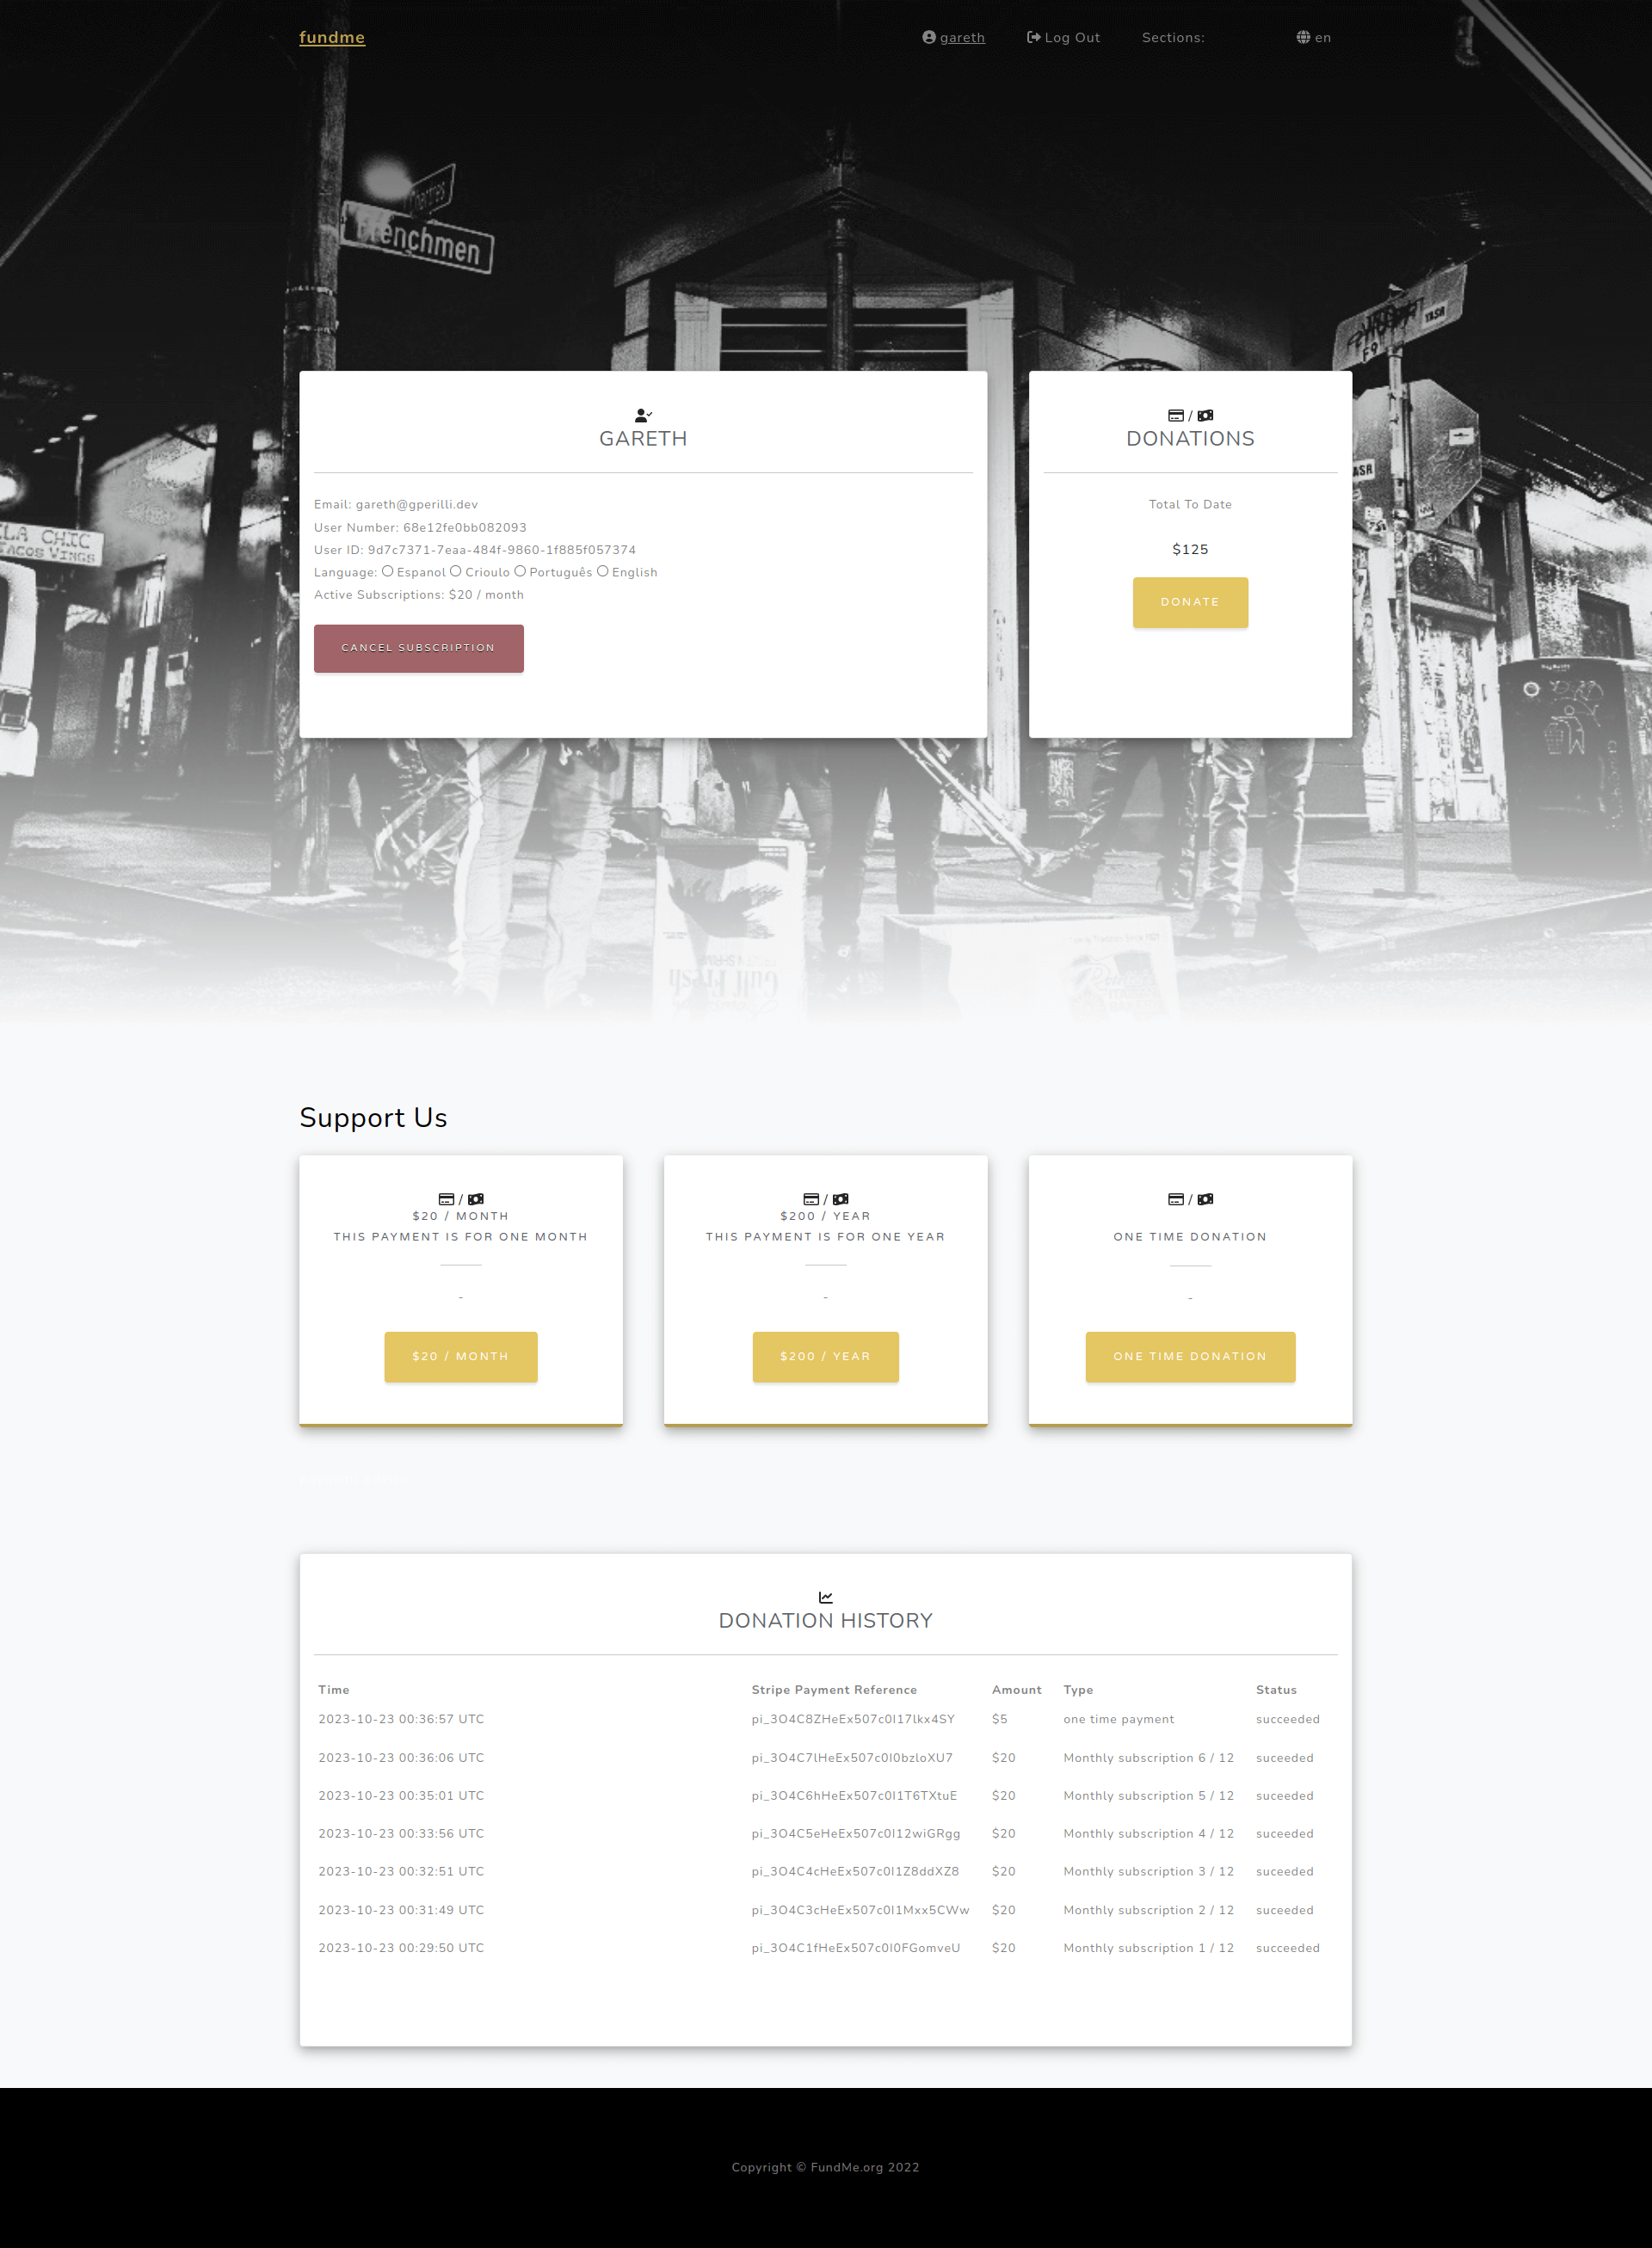 fundme
gareth Log Out Sections: en
Frenchmen
LA CHIC
TACOS WINGS
GARETH
Email: gareth@gperilli.dev
User Number: 68e12fe0bb082093
User ID: 9d7c7371-7eaa-484f-9860-1f885f057374
Language: Espanol Crioulo Português English
Active Subscriptions: $20 / month
CANCEL SUBSCRIPTION
/
DONATIONS
Total To Date
$125
DONATE
Gulf Fresh
Support Us
/
$20 / MONTH
THIS PAYMENT IS FOR ONE MONTH
-
$20 / MONTH
/
$200 / YEAR
THIS PAYMENT IS FOR ONE YEAR
-
$200 / YEAR
/
ONE TIME DONATION
-
ONE TIME DONATION
DONATION HISTORY
Time Stripe Payment Reference Amount Type Status
2023-10-23 00:36:57 UTC pi_3O4C8ZHeEx507c0I17lkx4SY $5 one time payment succeeded
2023-10-23 00:36:06 UTC pi_3O4C7lHeEx507c0I0bzloXU7 $20 Monthly subscription 6 / 12 suceeded
2023-10-23 00:35:01 UTC pi_3O4C6hHeEx507c0I1T6TXtuE $20 Monthly subscription 5 / 12 suceeded
2023-10-23 00:33:56 UTC pi_3O4C5eHeEx507c0I12wiGRgg $20 Monthly subscription 4 / 12 suceeded
2023-10-23 00:32:51 UTC pi_3O4C4cHeEx507c0I1Z8ddXZ8 $20 Monthly subscription 3 / 12 suceeded
2023-10-23 00:31:49 UTC pi_3O4C3cHeEx507c0I1Mxx5CWw $20 Monthly subscription 2 / 12 suceeded
2023-10-23 00:29:50 UTC pi_3O4C1fHeEx507c0I0FGomveU $20 Monthly subscription 1 / 12 succeeded
Copyright © FundMe.org 2022